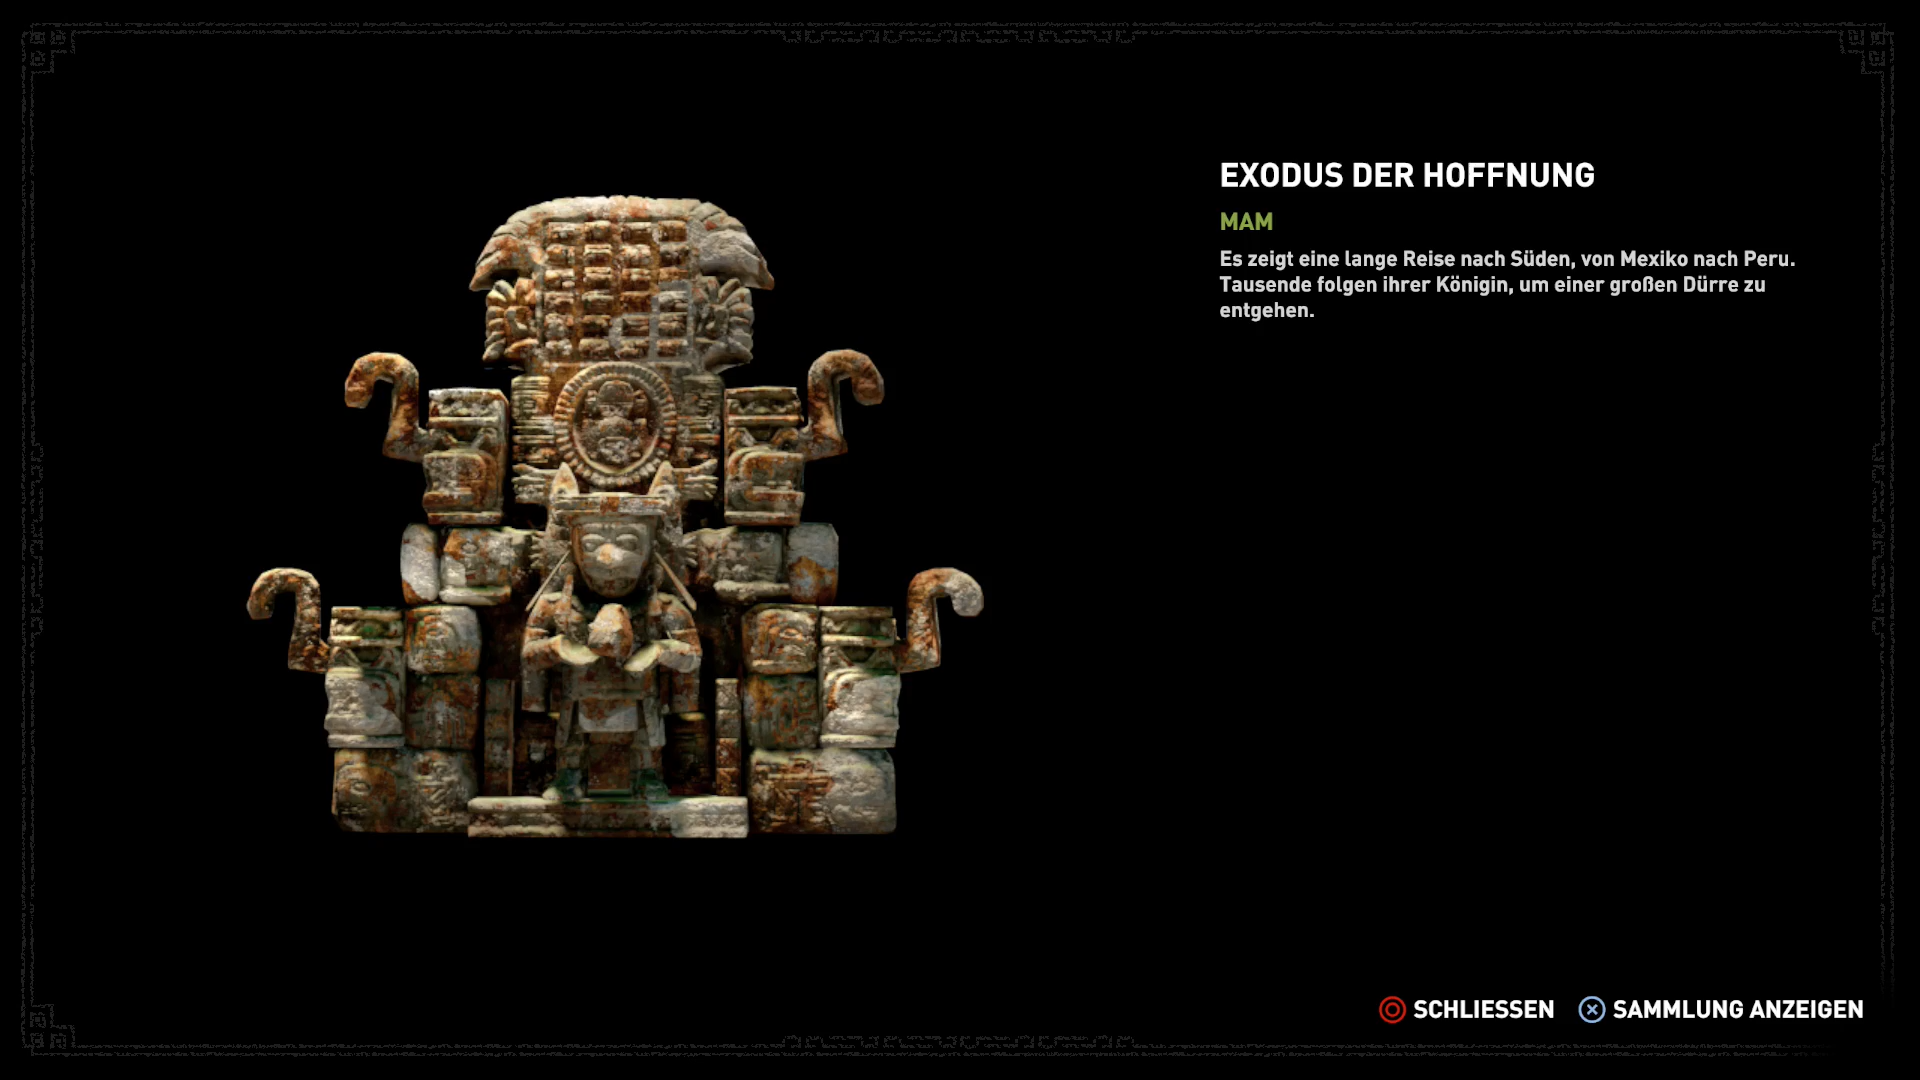 EXODUS DER HOFFNUNG
MAM
Es zeigt eine lange Reise nach Süden, von Mexiko nach Peru.
Tausende folgen ihrer Königin, um einer großen Dürre zu
entgehen.
SCHLIESSEN SAMMLUNG ANZEIGEN